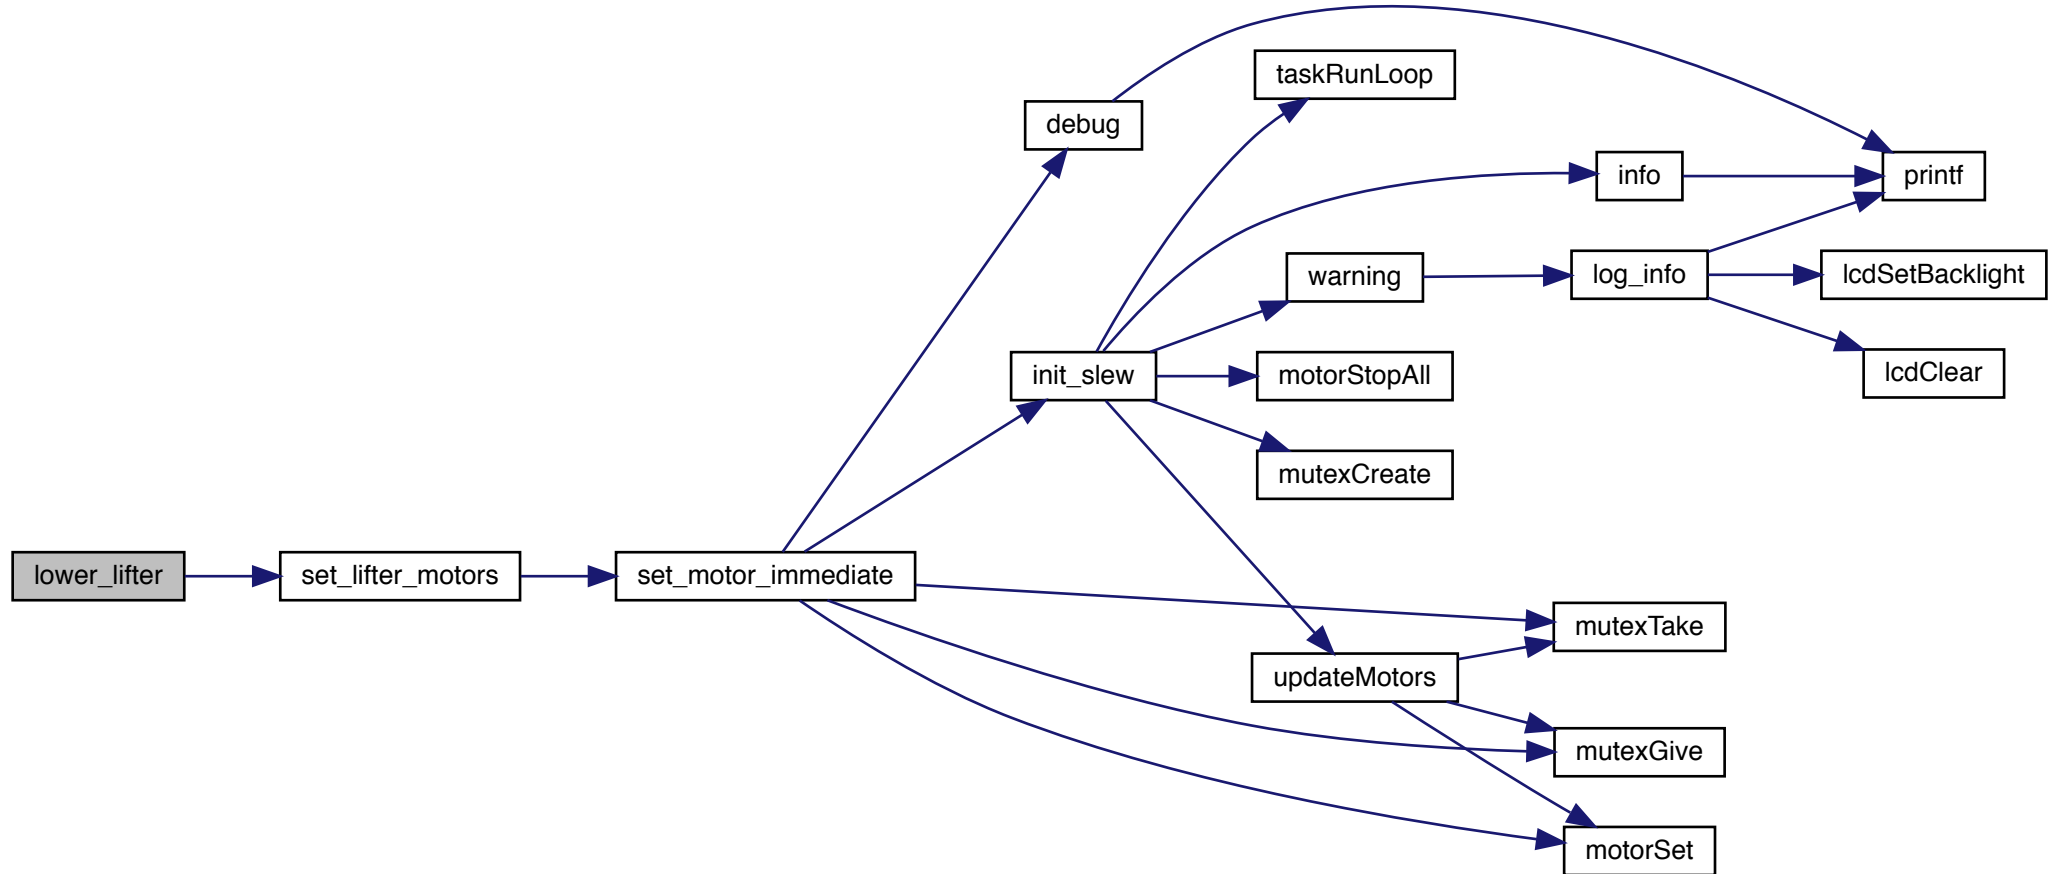 taskRunLoop
debug
info
printf
warning
log_info
lcdSetBacklight
init_slew
motorStopAll
lcdClear
mutexCreate
lower_lifter
set_lifter_motors
set_motor_immediate
mutexTake
updateMotors
mutexGive
motorSet